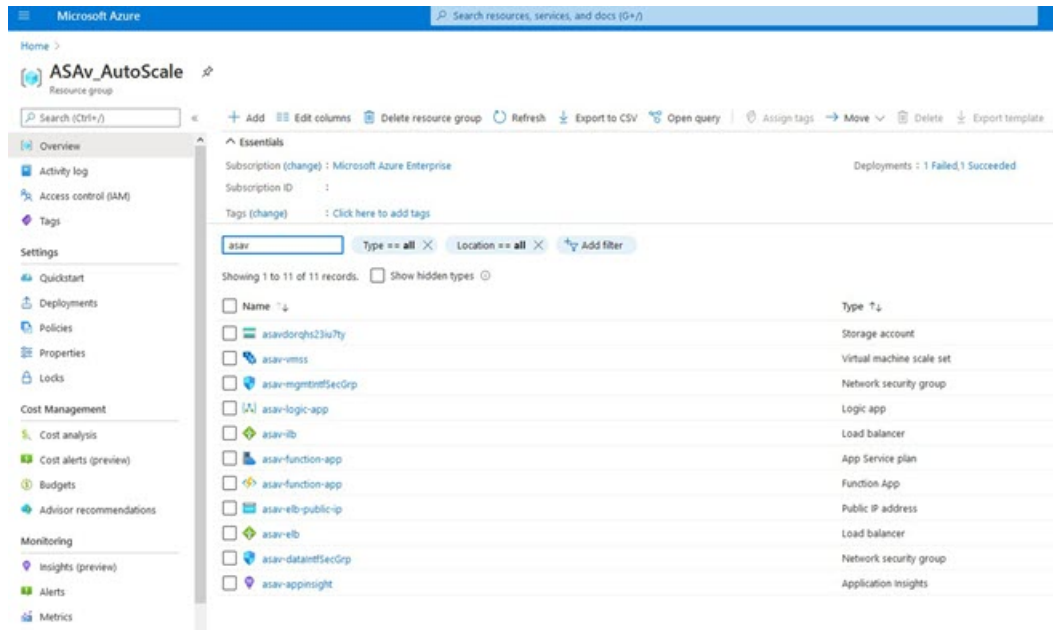 Microsoft Azure
Search resources, services, and docs (G+/)
Home >
ASAv_AutoScale
Resource group
Search (Ctrl+/)
«
Add
Edit columns
Delete resource group
Refresh
Export to CSV
Open query
Assign tags
Move
Delete
Export template
Overview
Activity log
Access control (IAM)
Tags
Settings
Quickstart
Deployments
Policies
Properties
Locks
Cost Management
Cost analysis
Cost alerts (preview)
Budgets
Advisor recommendations
Monitoring
Insights (preview)
Alerts
Metrics
Essentials
Subscription (change) : Microsoft Azure Enterprise
Deployments : 1 Failed,1 Succeeded
Subscription ID :
Tags (change) : Click here to add tags
asav
Type == all
Location == all
Add filter
Showing 1 to 11 of 11 records.
Show hidden types
Name ↑↓ Type ↑↓
asavdorqhs23iu7ty Storage account
asav-vmss Virtual machine scale set
asav-mgmtIntfSecGrp Network security group
asav-logic-app Logic app
asav-ilb Load balancer
asav-function-app App Service plan
asav-function-app Function App
asav-elb-public-ip Public IP address
asav-elb Load balancer
asav-dataIntfSecGrp Network security group
asav-appinsight Application Insights